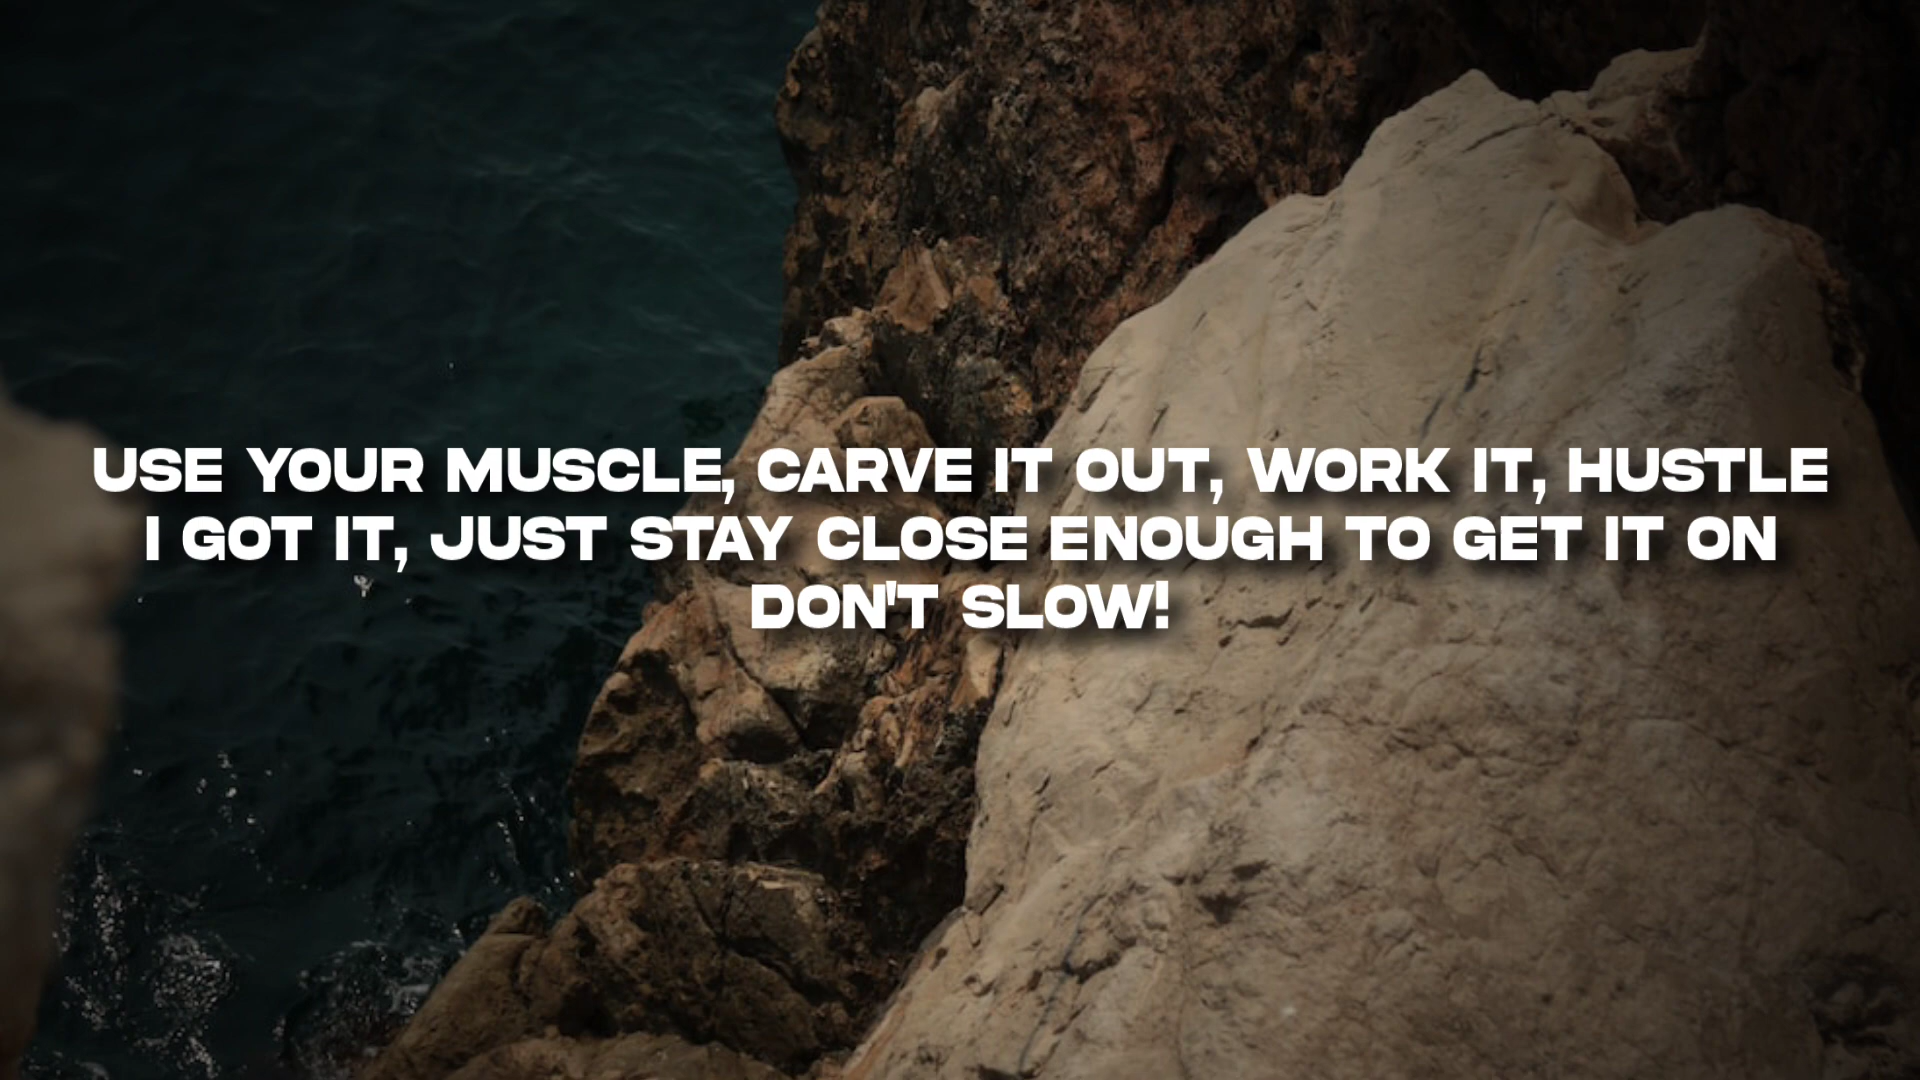 USE YOUR MUSCLE, CARVE IT OUT, WORK IT, HUSTLE
I GOT IT, JUST STAY CLOSE ENOUGH TO GET IT ON
DON'T SLOW!